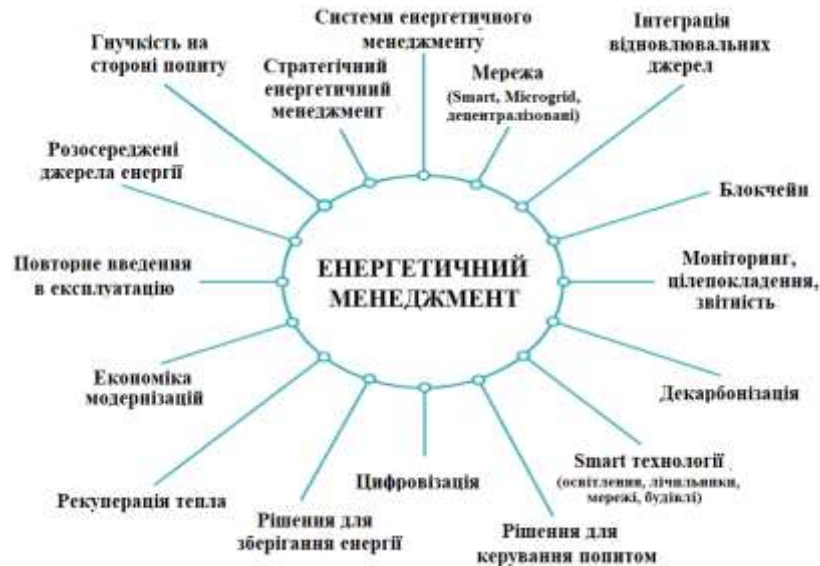 Системи енергетичного
менеджменту
Гнучкість на
стороні попиту
Стратегічний
енергетичний
менеджмент
Мережа
(Smart, Microgrid,
децентралізовані)
Інтеграція
відновлювальних
джерел
Розосереджені
джерела енергії
Блокчейн
Повторне введення
в експлуатацію
ЕНЕРГЕТИЧНИЙ
МЕНЕДЖМЕНТ
Моніторинг,
цілепокладення,
звітність
Економіка
модернізацій
Декарбонізація
Рекуперація тепла
Рішення для
зберігання енергії
Цифровізація
Рішення для
керування попитом
Smart технології
(освітлення, лічильники,
мережі, будівлі)